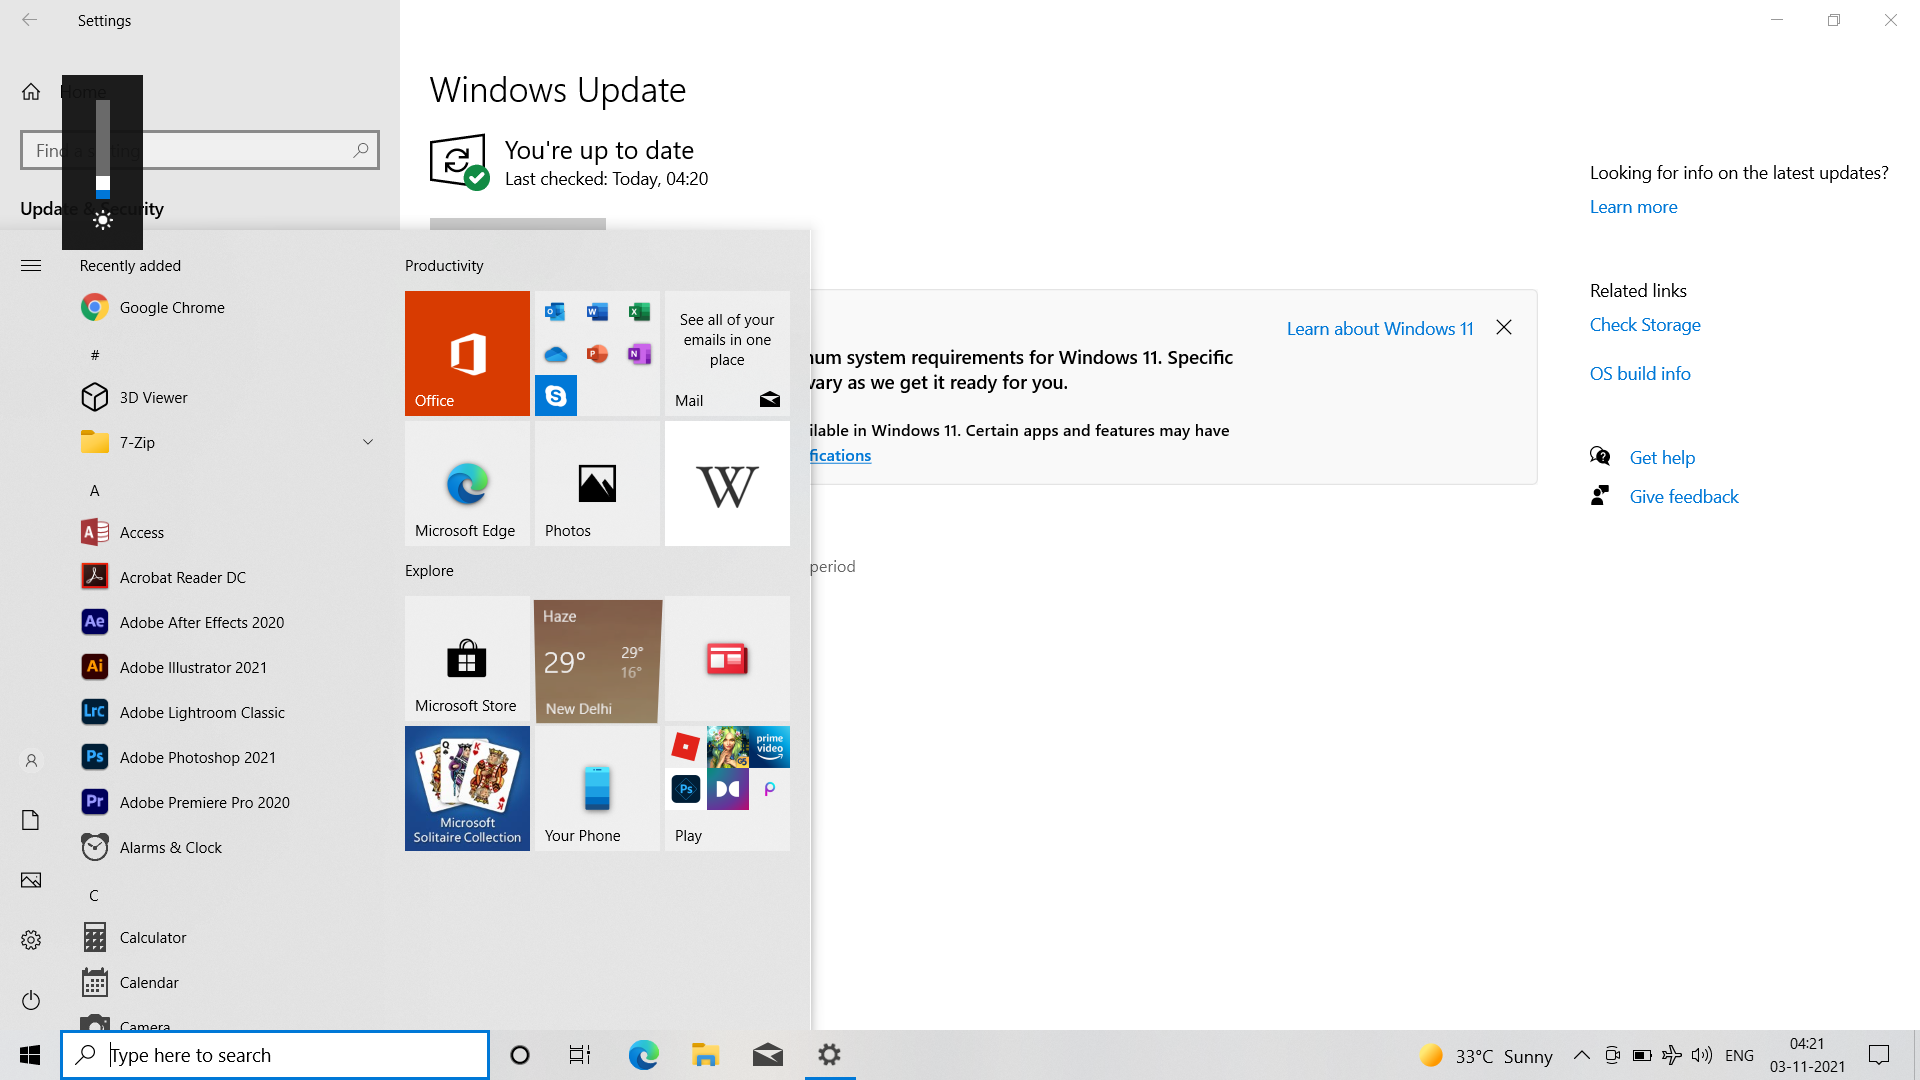 Settings
Home
Find a setting
Update & Security
Windows Update
You're up to date
Last checked: Today, 04:20
Looking for info on the latest updates?
Learn more
Related links
Check Storage
OS build info
Get help
Give feedback
Learn about Windows 11
num system requirements for Windows 11. Specific
vary as we get it ready for you.
ilable in Windows 11. Certain apps and features may have
fications
period
Recently added
Google Chrome
#
3D Viewer
7-Zip
A
Access
Acrobat Reader DC
Adobe After Effects 2020
Adobe Illustrator 2021
Adobe Lightroom Classic
Adobe Photoshop 2021
Adobe Premiere Pro 2020
Alarms & Clock
C
Calculator
Calendar
Camera
Productivity
Office
See all of your
emails in one
place
Mail
Microsoft Edge
Photos
W
Explore
Microsoft Store
Haze
29°
29°
16°
New Delhi
Microsoft
Solitaire Collection
Your Phone
prime
video
Ps
Play
Type here to search
33°C Sunny
ENG
04:21
03-11-2021